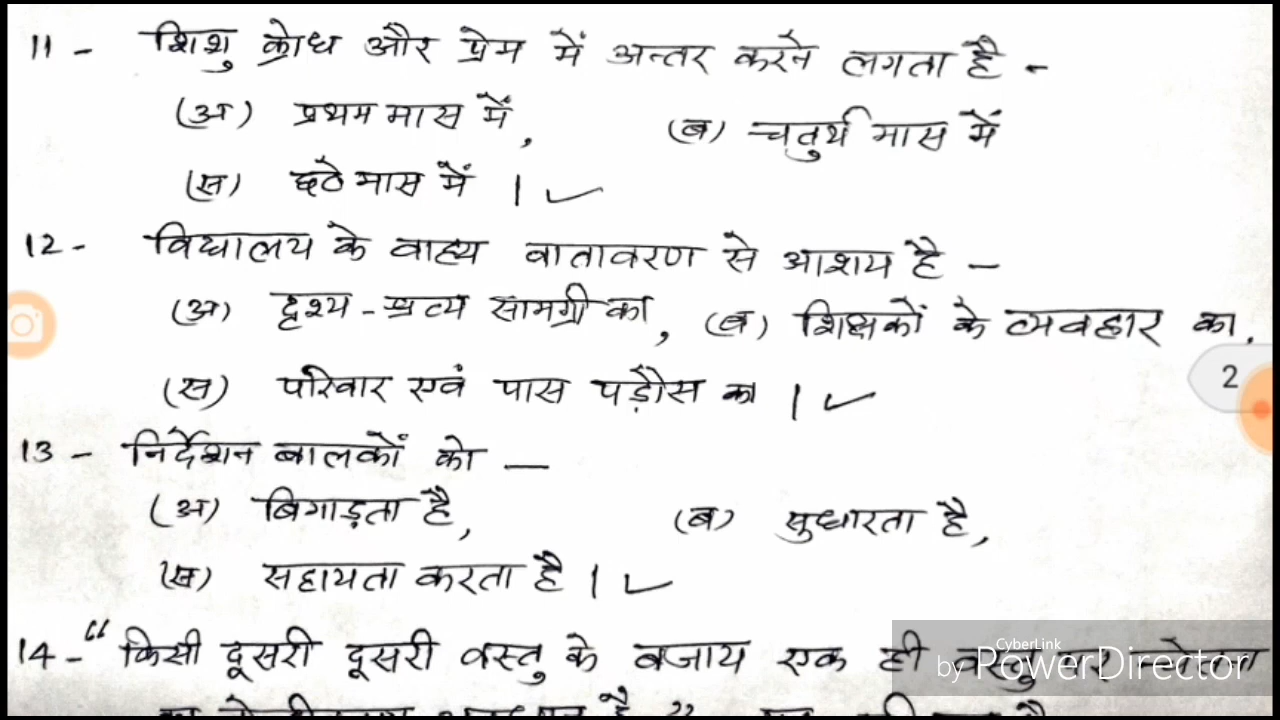 11 - शिशु क्रोध और प्रेम में अन्तर करने लगता है -
(अ) प्रथम मास में, (ब) चतुर्थ मास में
(स) छठे मास में । ✓
12 - विद्यालय के वाह्य वातावरण से आशय है —
(अ) दृश्य - श्रव्य सामग्री का, (ब) शिक्षकों के व्यवहार का,
(स) परिवार एवं पास पड़ौस का । ✓
2
13 - निर्देशन बालकों को —
(अ) बिगाड़ता है, (ब) सुधारता है,
(स) सहायता करता है । ✓
14 - “ किसी दूसरी दूसरी वस्तु के बजाय एक ही वस्तु
CyberLink
by PowerDirector